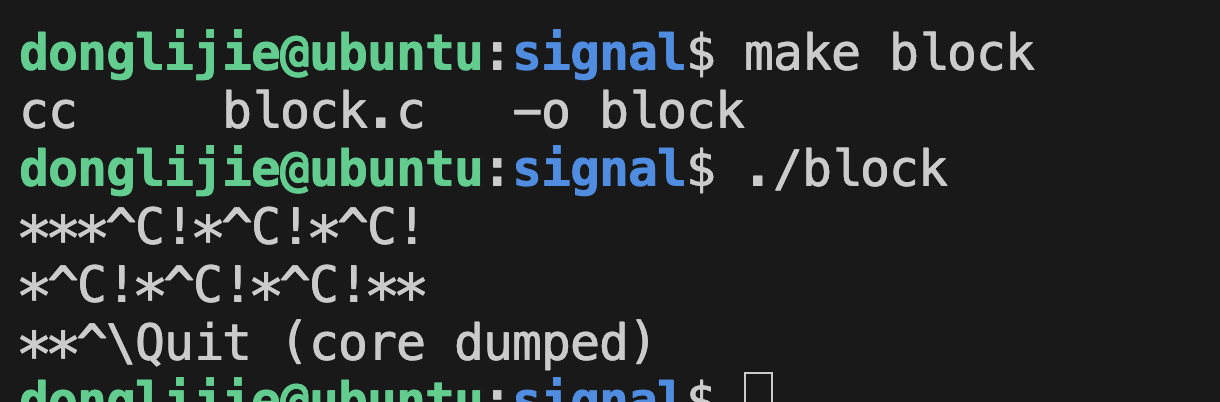 donglijie@ubuntu:signal$ make block
cc     block.c   -o block
donglijie@ubuntu:signal$ ./block
***^C!*^C!*^C!
*^C!*^C!*^C!**
**^\Quit (core dumped)
donglijie@ubuntu:signal$